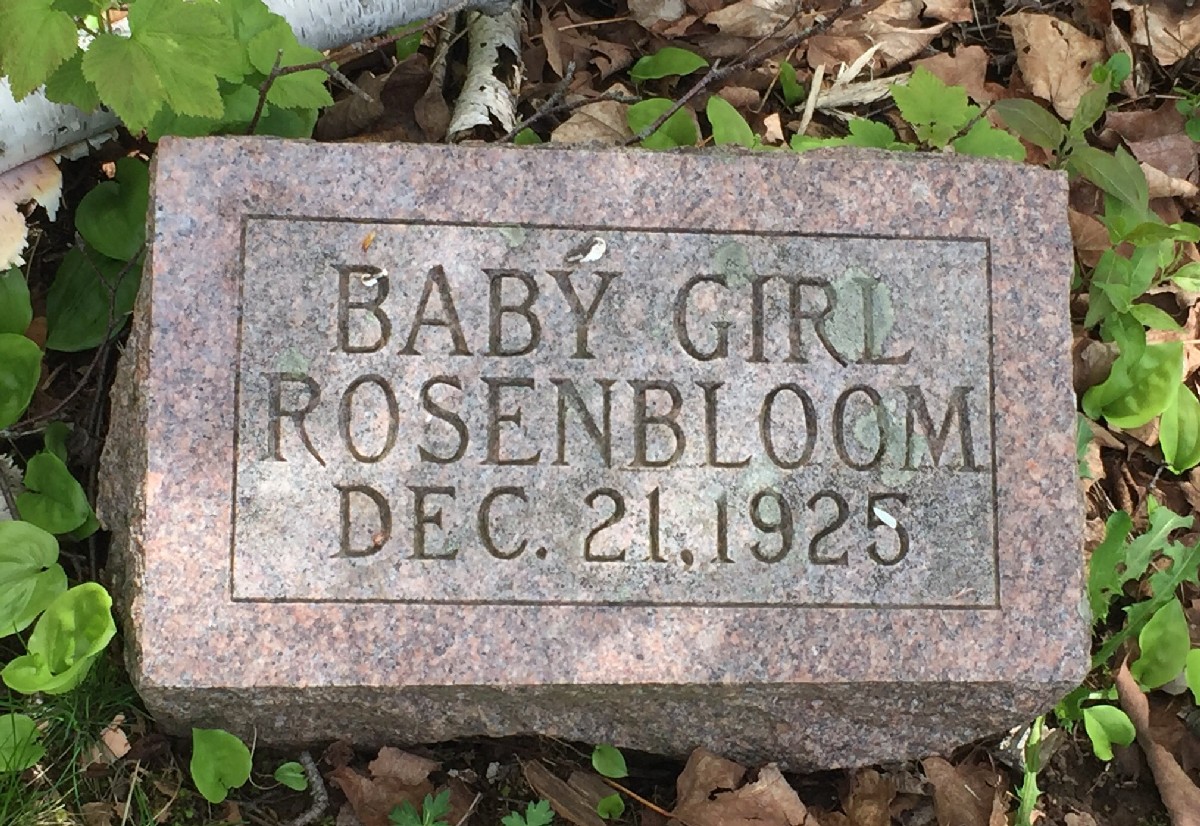 BABY GIRL
ROSENBLOOM
DEC. 21, 1925